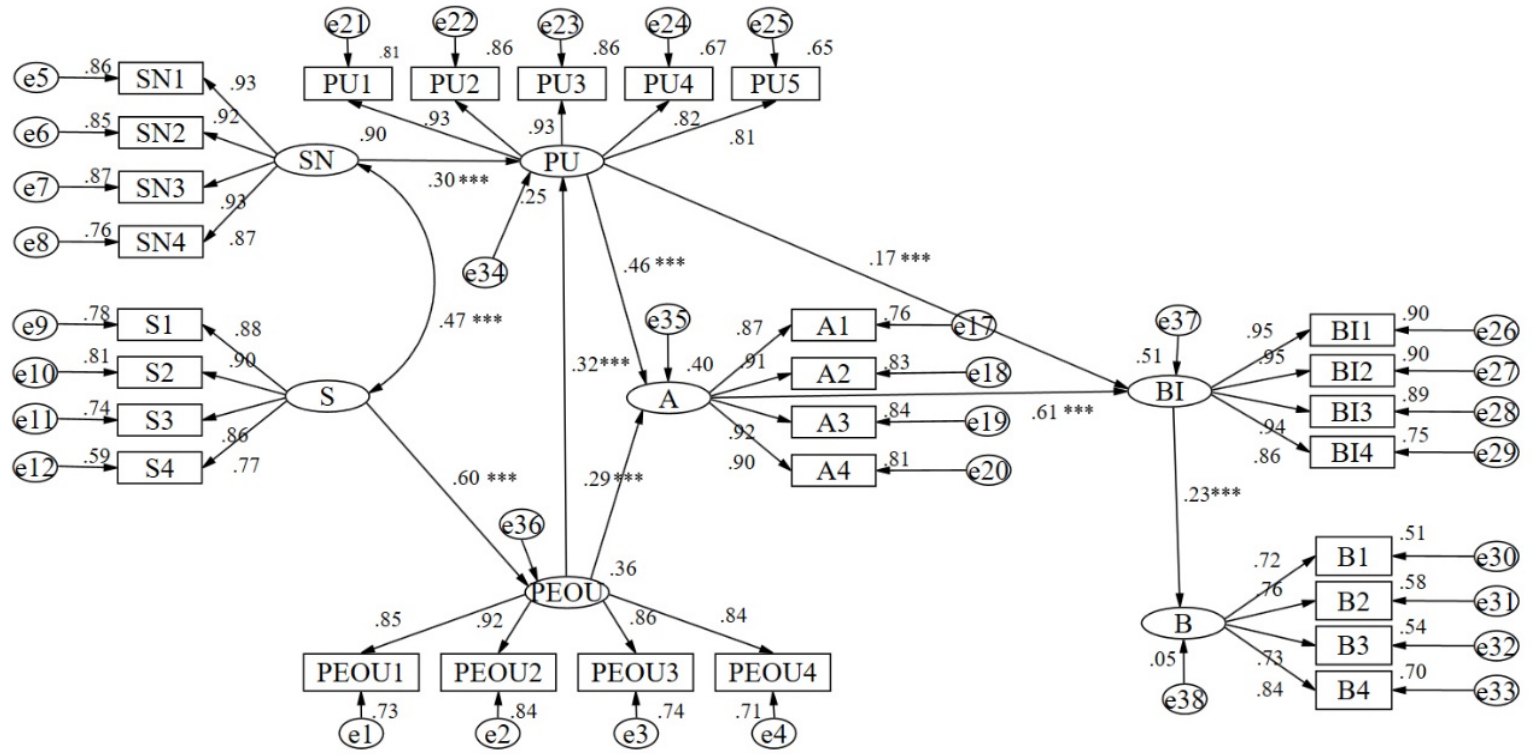 e21 e22 e23 e24 e25
.81 .86 .86 .67 .65
e5 .86 SN1 PU1 PU2 PU3 PU4 PU5
.93
e6 .85 SN2 .92 .90 .93 .93 .82 .81
SN PU
e7 .87 SN3 .30 *** .25
.93
e8 .76 SN4 .87
e34 .46 *** .17 ***
e9 .78 S1 .88 .47 *** e35 .87 A1 .76 e17 e37 .95 BI1 .90 e26
e10 .81 S2 .90 .32*** .40 .91 A2 .83 e18 .51 .95 BI2 .90 e27
S A BI
e11 .74 S3 .86 .92 A3 .84 e19 .61 *** .94 BI3 .89 e28
e12 .59 S4 .77 .90 A4 .81 e20 .86 BI4 .75 e29
.60 *** .29*** .23***
e36
.72 B1 .51 e30
PEOU .36 .76 B2 .58 e31
B
.85 .92 .86 .84 .73 B3 .54 e32
.05
PEOU1 PEOU2 PEOU3 PEOU4 .84 B4 .70 e33
e38
.73 .84 .74 .71
e1 e2 e3 e4